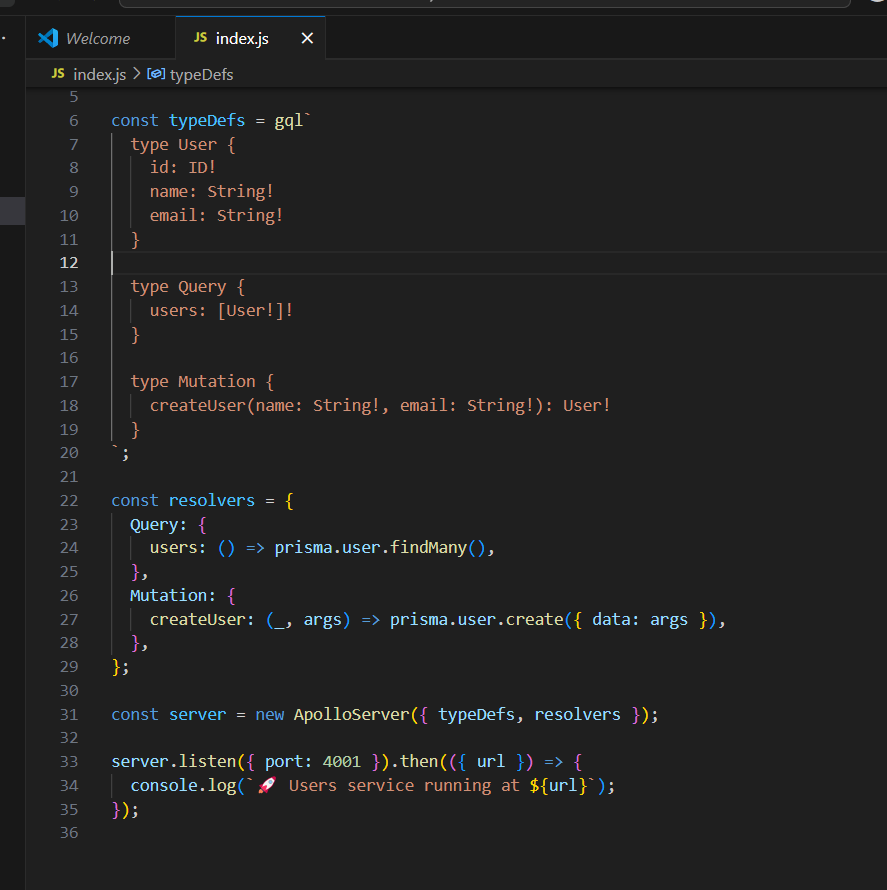 Welcome
JS index.js ×
JS index.js > typeDefs
5
6 const typeDefs = gql`
7   type User {
8     id: ID!
9     name: String!
10     email: String!
11   }
12
13   type Query {
14     users: [User!]!
15   }
16
17   type Mutation {
18     createUser(name: String!, email: String!): User!
19   }
20 `;
21
22 const resolvers = {
23   Query: {
24     users: () => prisma.user.findMany(),
25   },
26   Mutation: {
27     createUser: (_, args) => prisma.user.create({ data: args }),
28   },
29 };
30
31 const server = new ApolloServer({ typeDefs, resolvers });
32
33 server.listen({ port: 4001 }).then(({ url }) => {
34   console.log(`🚀 Users service running at ${url}`);
35 });
36